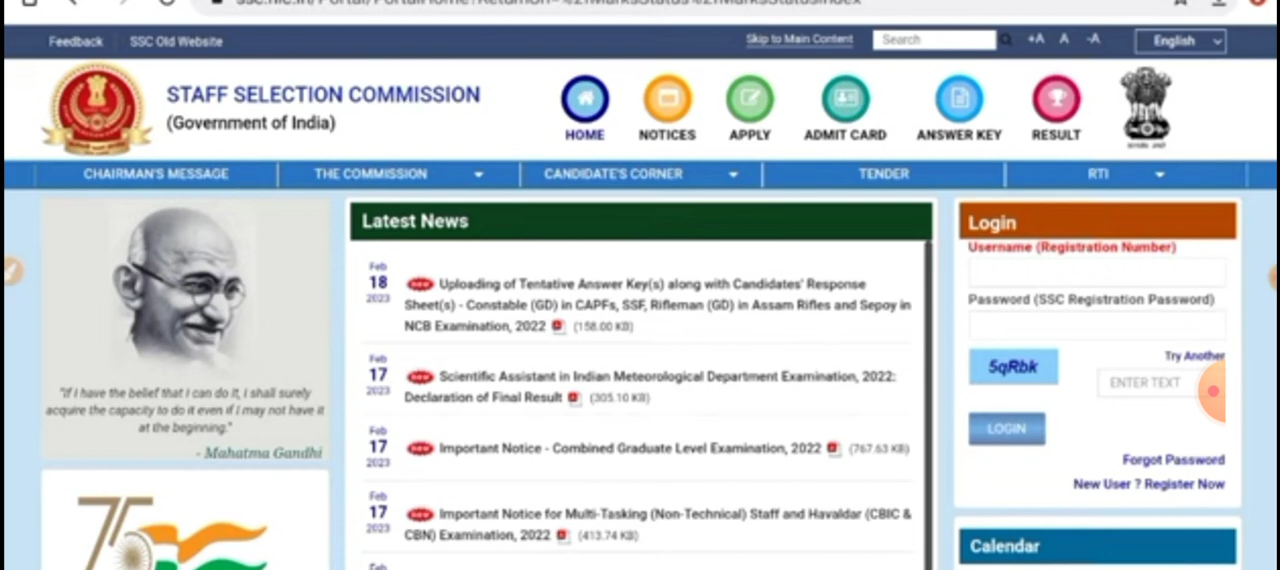 Feedback
SSC Old Website
Skip to Main Content
Search
+A A -A
English
STAFF SELECTION COMMISSION
(Government of India)
HOME
NOTICES
APPLY
ADMIT CARD
ANSWER KEY
RESULT
CHAIRMAN'S MESSAGE
THE COMMISSION
CANDIDATE'S CORNER
TENDER
RTI
"If I have the belief that I can do it, I shall surely
acquire the capacity to do it even if I may not have it
at the beginning."
- Mahatma Gandhi
75
Latest News
Feb
18
2023
Uploading of Tentative Answer Key(s) along with Candidates' Response
Sheet(s) - Constable (GD) in CAPFs, SSF, Rifleman (GD) in Assam Rifles and Sepoy in
NCB Examination, 2022 (158.00 KB)
Feb
17
2023
Scientific Assistant in Indian Meteorological Department Examination, 2022:
Declaration of Final Result (305.10 KB)
Feb
17
2023
Important Notice - Combined Graduate Level Examination, 2022 (767.63 KB)
Feb
17
2023
Important Notice for Multi-Tasking (Non-Technical) Staff and Havaldar (CBIC &
CBN) Examination, 2022 (413.74 KB)
Feb
Login
Username (Registration Number)
Password (SSC Registration Password)
5qRbk
Try Another
ENTER TEXT
LOGIN
Forgot Password
New User ? Register Now
Calendar